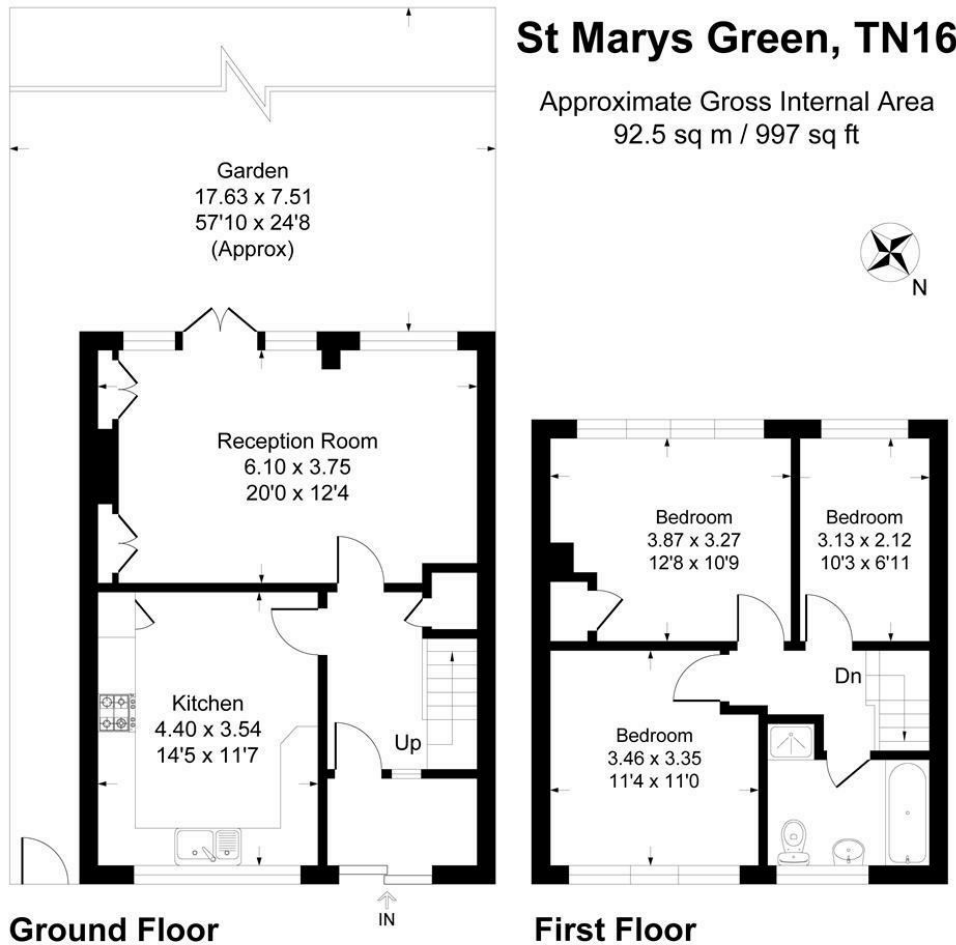 St Marys Green, TN16
Approximate Gross Internal Area
92.5 sq m / 997 sq ft
N
Garden
17.63 x 7.51
57'10 x 24'8
(Approx)
Reception Room
6.10 x 3.75
20'0 x 12'4
Kitchen
4.40 x 3.54
14'5 x 11'7
Up
IN
Ground Floor
Bedroom
3.87 x 3.27
12'8 x 10'9
Bedroom
3.13 x 2.12
10'3 x 6'11
Dn
Bedroom
3.46 x 3.35
11'4 x 11'0
First Floor